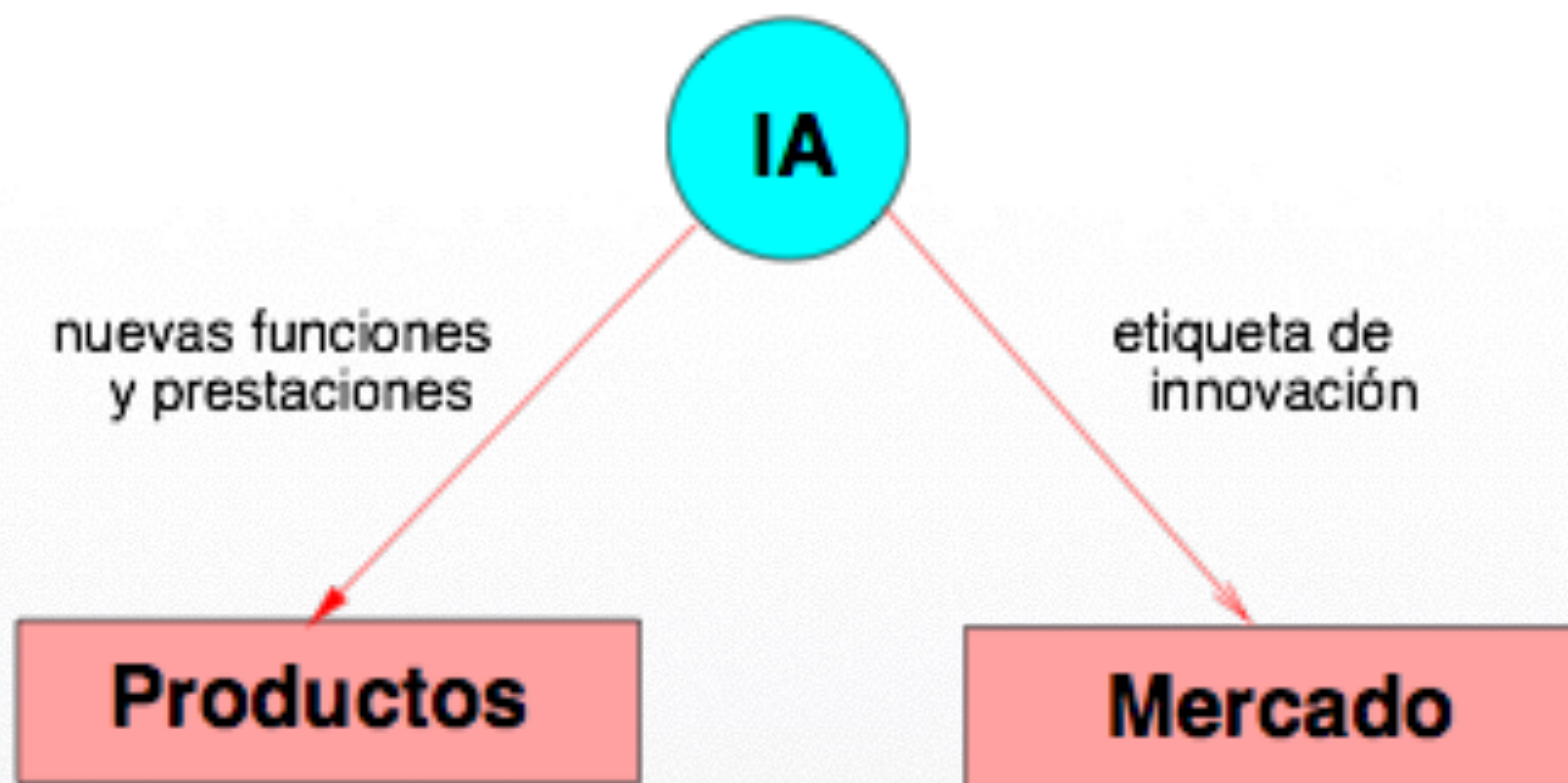 IA
nuevas funciones
y prestaciones
etiqueta de
innovación
Productos
Mercado